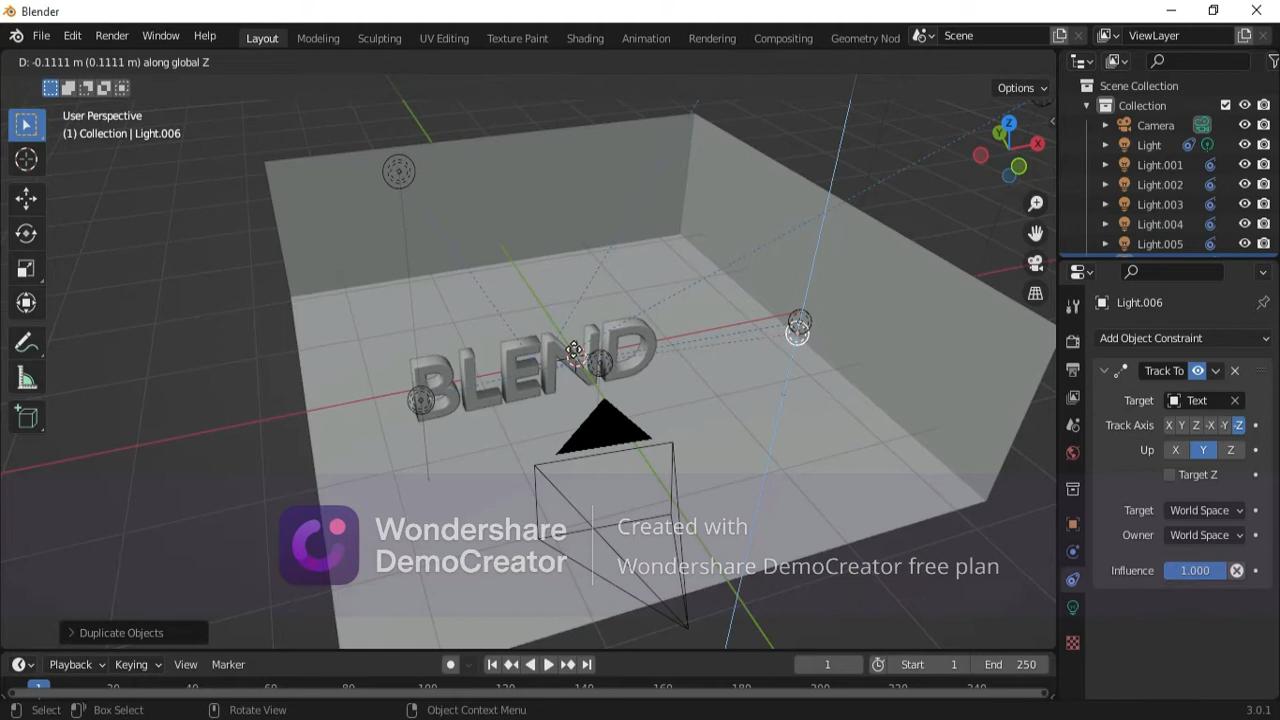 Blender
File Edit Render Window Help Layout Modeling Sculpting UV Editing Texture Paint Shading Animation Rendering Compositing Geometry Nod Scene ViewLayer
D: -0.1111 m (0.1111 m) along global Z
Options
User Perspective
(1) Collection | Light.006
Z
Y
X
BLEND
Wondershare
DemoCreator
Created with
Wondershare DemoCreator free plan
Duplicate Objects
Scene Collection
Collection
Camera
Light
Light.001
Light.002
Light.003
Light.004
Light.005
Light.006
Add Object Constraint
Track To
Target Text
Track Axis X Y Z -X -Y -Z
Up X Y Z
Target Z
Target World Space
Owner World Space
Influence 1.000
Playback Keying View Marker 1 Start 1 End 250
1
Select Box Select Rotate View Object Context Menu 3.0.1